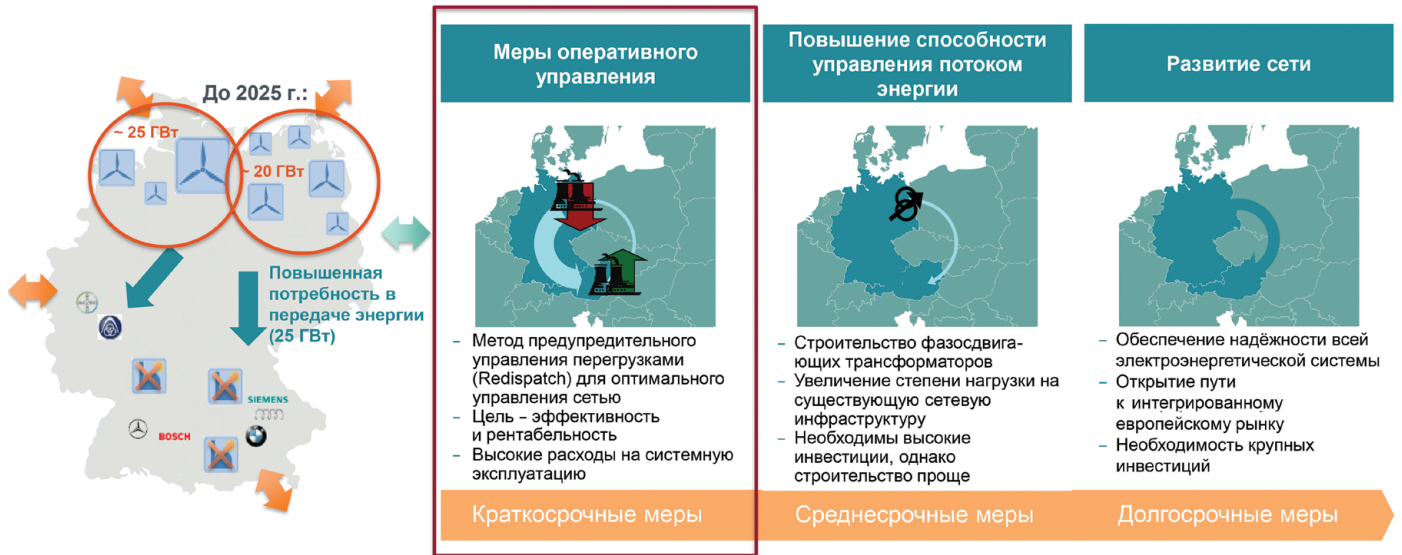 До 2025 г.:
~ 25 ГВт
~ 20 ГВт
Повышенная
потребность в
передаче энергии
(25 ГВт)
SIEMENS
BOSCH
Меры оперативного
управления
– Метод предупредительного
управления перегрузками
(Redispatch) для оптимального
управления сетью
– Цель – эффективность
и рентабельность
– Высокие расходы на системную
эксплуатацию
Краткосрочные меры
Повышение способности
управления потоком
энергии
– Строительство фазосдвига-
ющих трансформаторов
– Увеличение степени нагрузки на
существующую сетевую
инфраструктуру
– Необходимы высокие
инвестиции, однако
строительство проще
Среднесрочные меры
Развитие сети
– Обеспечение надёжности всей
электроэнергетической системы
– Открытие пути
к интегрированному
европейскому рынку
– Необходимость крупных
инвестиций
Долгосрочные меры